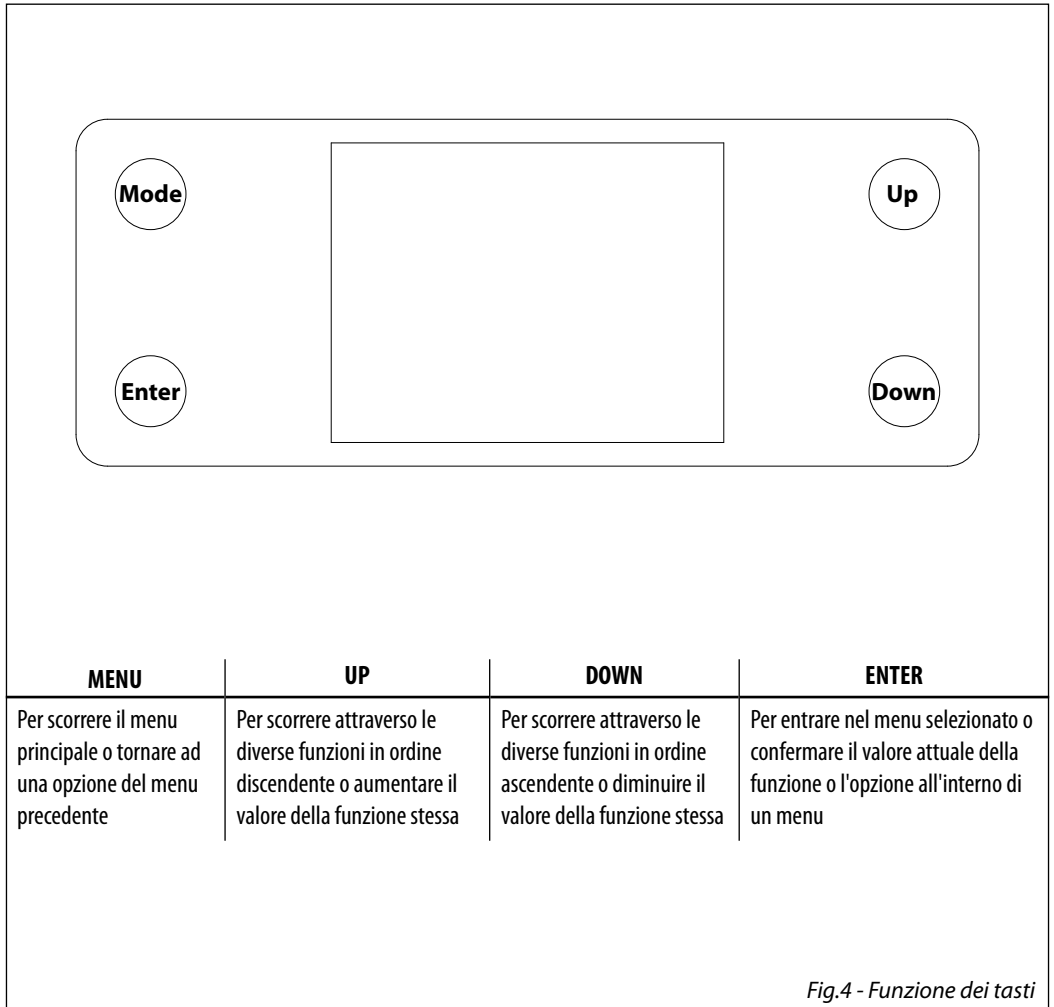 Mode
Up
Enter
Down
MENU
UP
DOWN
ENTER
Per scorrere il menu
principale o tornare ad
una opzione del menu
precedente
Per scorrere attraverso le
diverse funzioni in ordine
discendente o aumentare il
valore della funzione stessa
Per scorrere attraverso le
diverse funzioni in ordine
ascendente o diminuire il
valore della funzione stessa
Per entrare nel menu selezionato o
confermare il valore attuale della
funzione o l'opzione all'interno di
un menu
Fig.4 - Funzione dei tasti